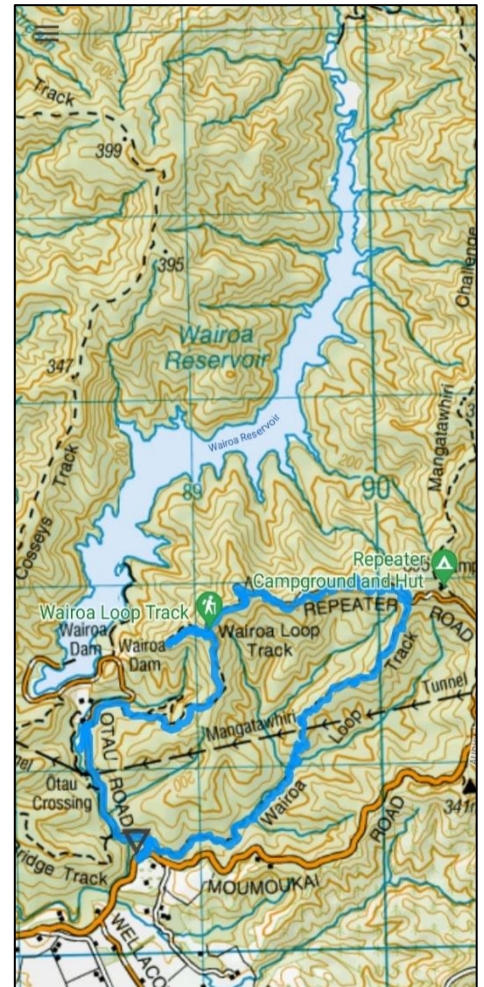 Track
399
395
Wairoa
Reservoir
347
Challenge
Wairoa Reservoir
200
89
90
Mangatawhiri
Track
Cosseys
Repeater
Campground and Hut
Wairoa Loop Track
REPEATER
ROAD
Wairoa
Dam
Wairoa
Dam
Wairoa Loop
Track
Track
Tunnel
Loop
Mangatawhiri
OTAU
ROAD
200
Otau
Crossing
Wairoa
ROAD
341
Bridge Track
MOUMOUKAI
WELLACO